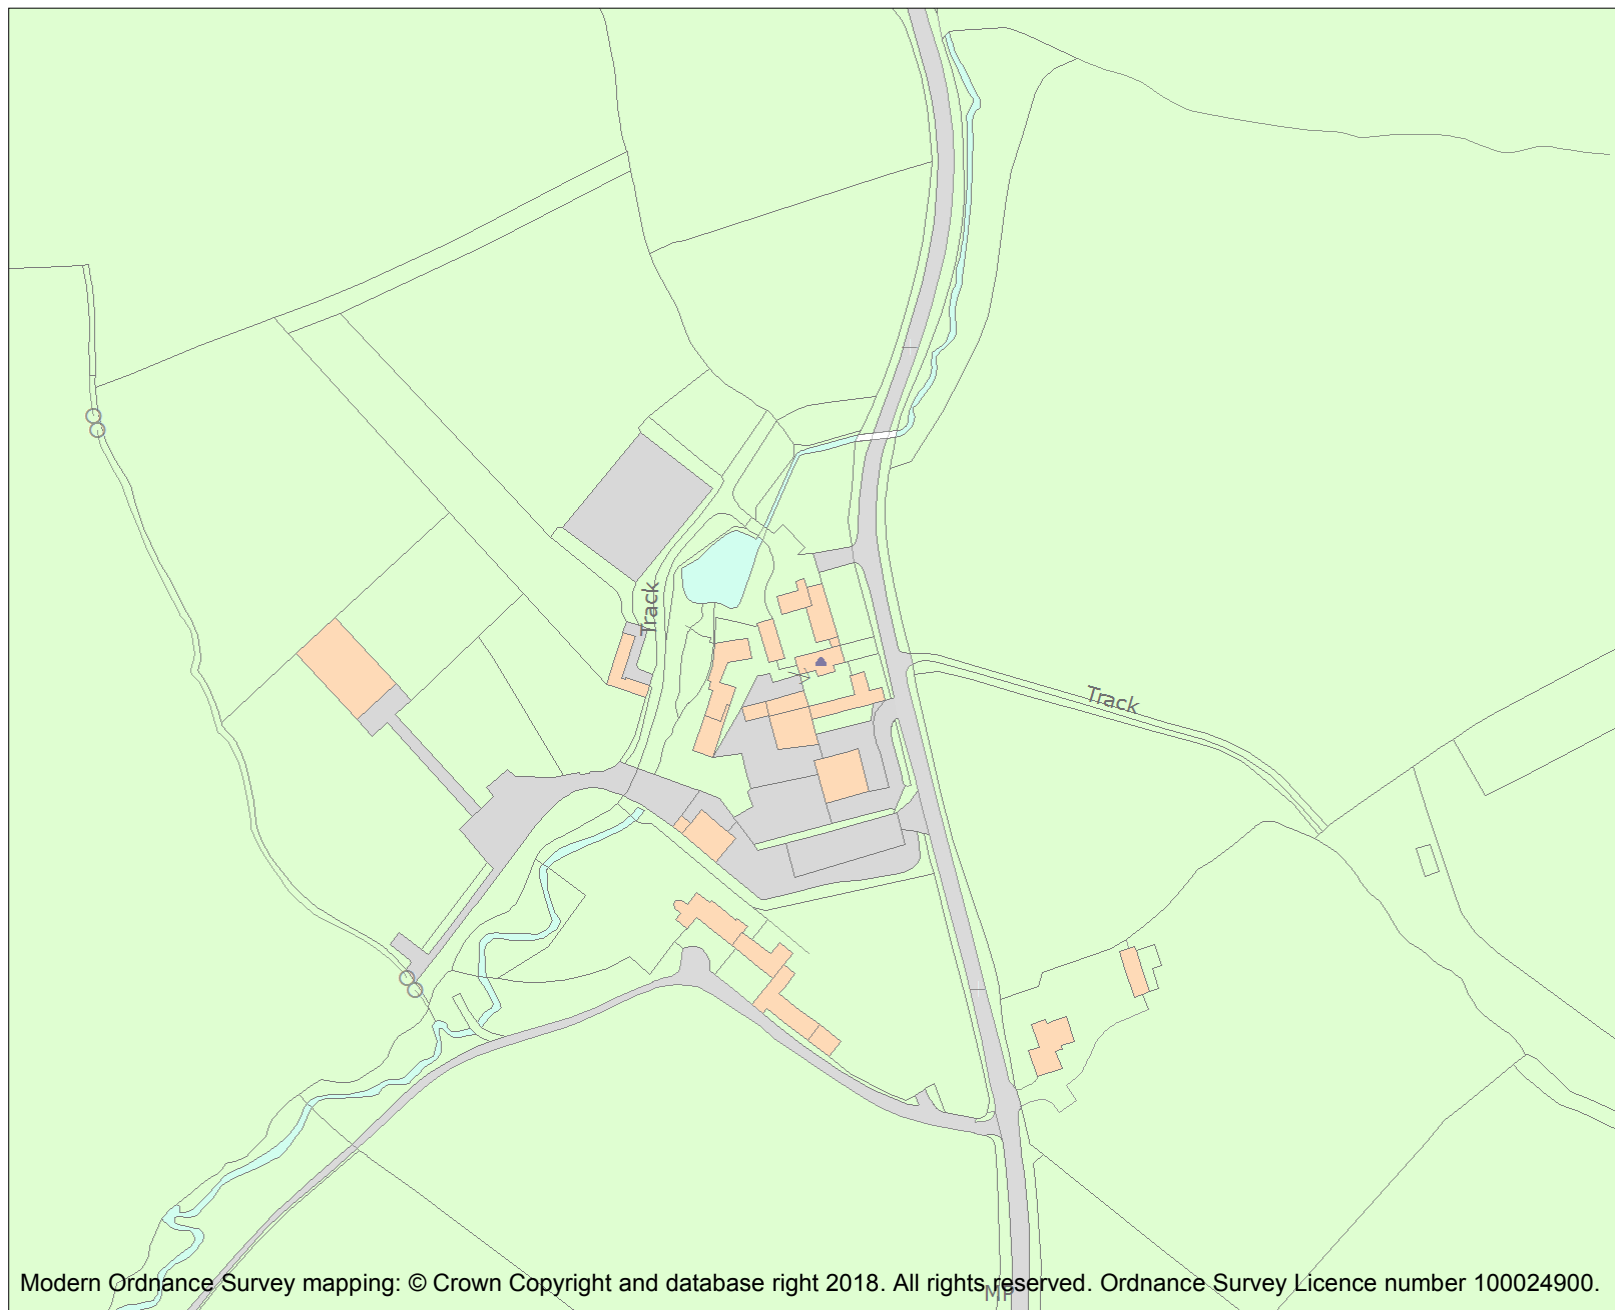 Track
Track
MP
Modern Ordnance Survey mapping: © Crown Copyright and database right 2018. All rights reserved. Ordnance Survey Licence number 100024900.